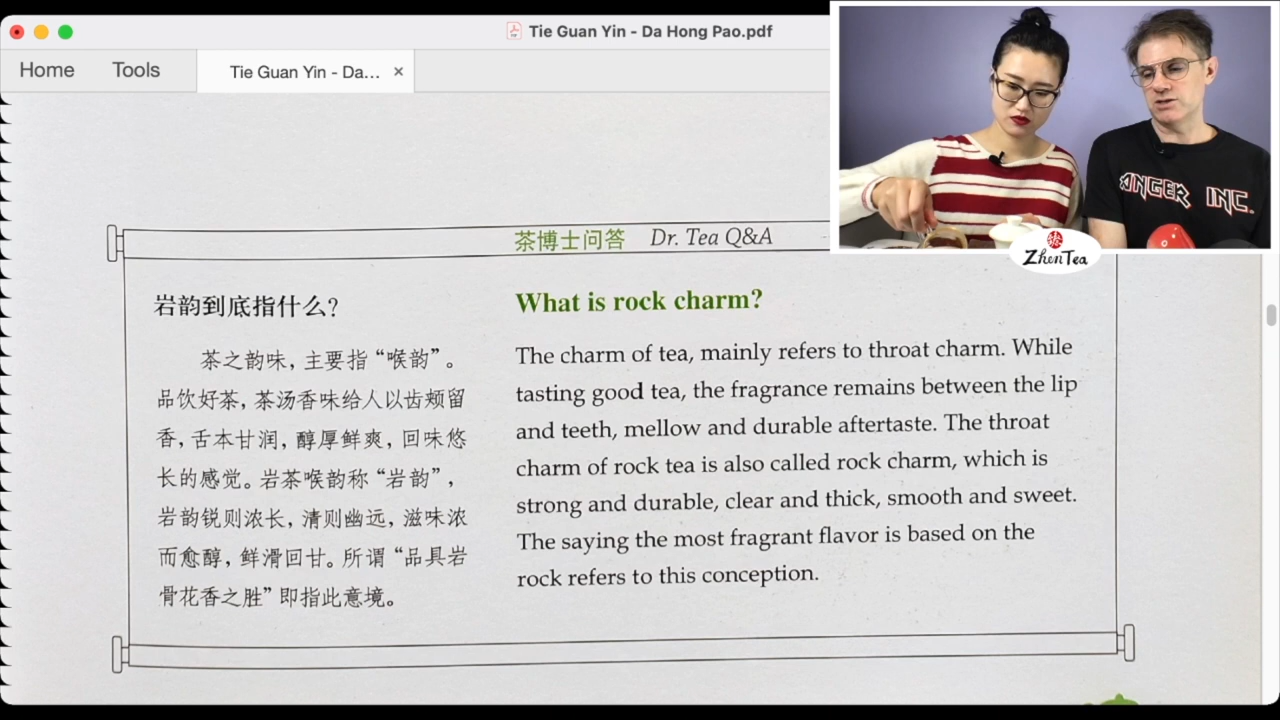 Tie Guan Yin - Da Hong Pao.pdf
Home
Tools
Tie Guan Yin - Da...
ANGER INC.
ZhenTea
茶博士问答 Dr. Tea Q&A
岩韵到底指什么?
茶之韵味,主要指“喉韵”。
品饮好茶,茶汤香味给人以齿颊留
香,舌本甘润,醇厚鲜爽,回味悠
长的感觉。岩茶喉韵称“岩韵”,
岩韵锐则浓长,清则幽远,滋味浓
而愈醇,鲜滑回甘。所谓“品具岩
骨花香之胜”即指此意境。
What is rock charm?
The charm of tea, mainly refers to throat charm. While
tasting good tea, the fragrance remains between the lip
and teeth, mellow and durable aftertaste. The throat
charm of rock tea is also called rock charm, which is
strong and durable, clear and thick, smooth and sweet.
The saying the most fragrant flavor is based on the
rock refers to this conception.